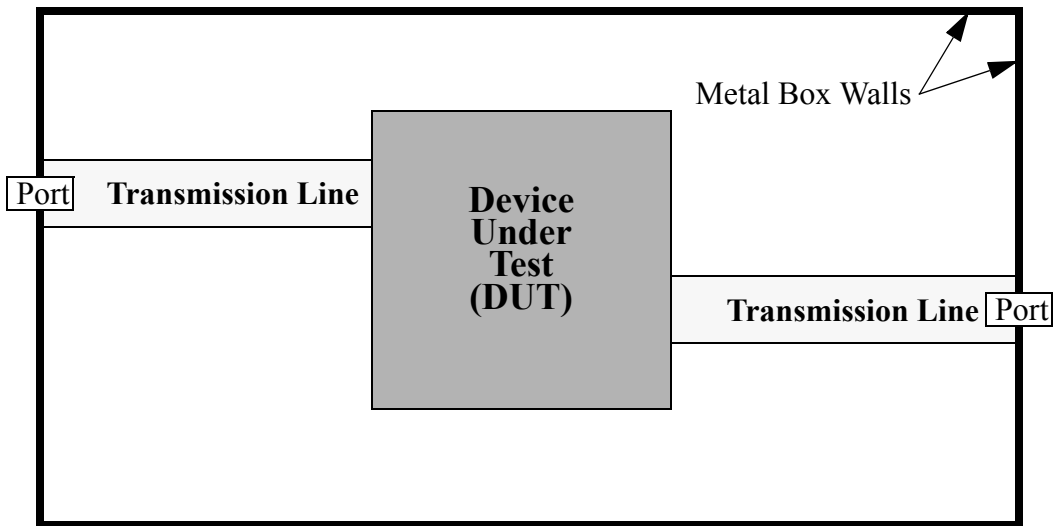 Metal Box Walls
Port
Transmission Line
Device
Under
Test
(DUT)
Transmission Line
Port